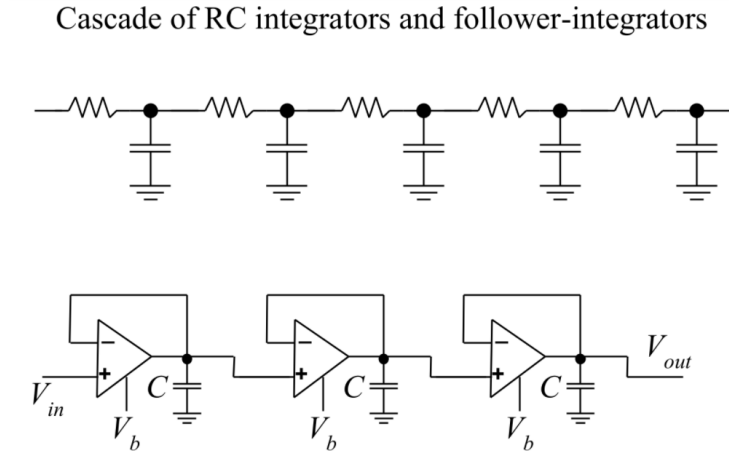 Cascade of RC integrators and follower-integrators
− − − V_out
+ C + C + C
V_in V_b V_b V_b